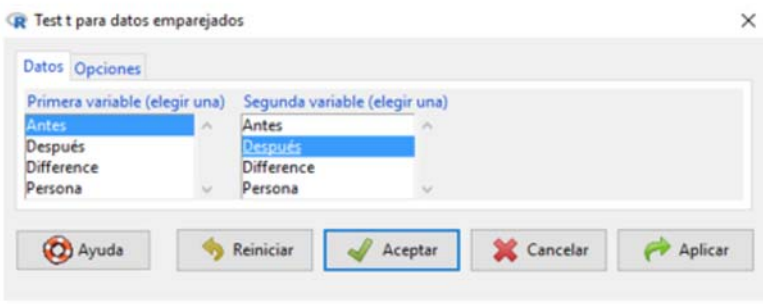 Test t para datos emparejados
Datos Opciones
Primera variable (elegir una) Segunda variable (elegir una)
Antes Antes
Después Después
Difference Difference
Persona Persona
Ayuda Reiniciar Aceptar Cancelar Aplicar